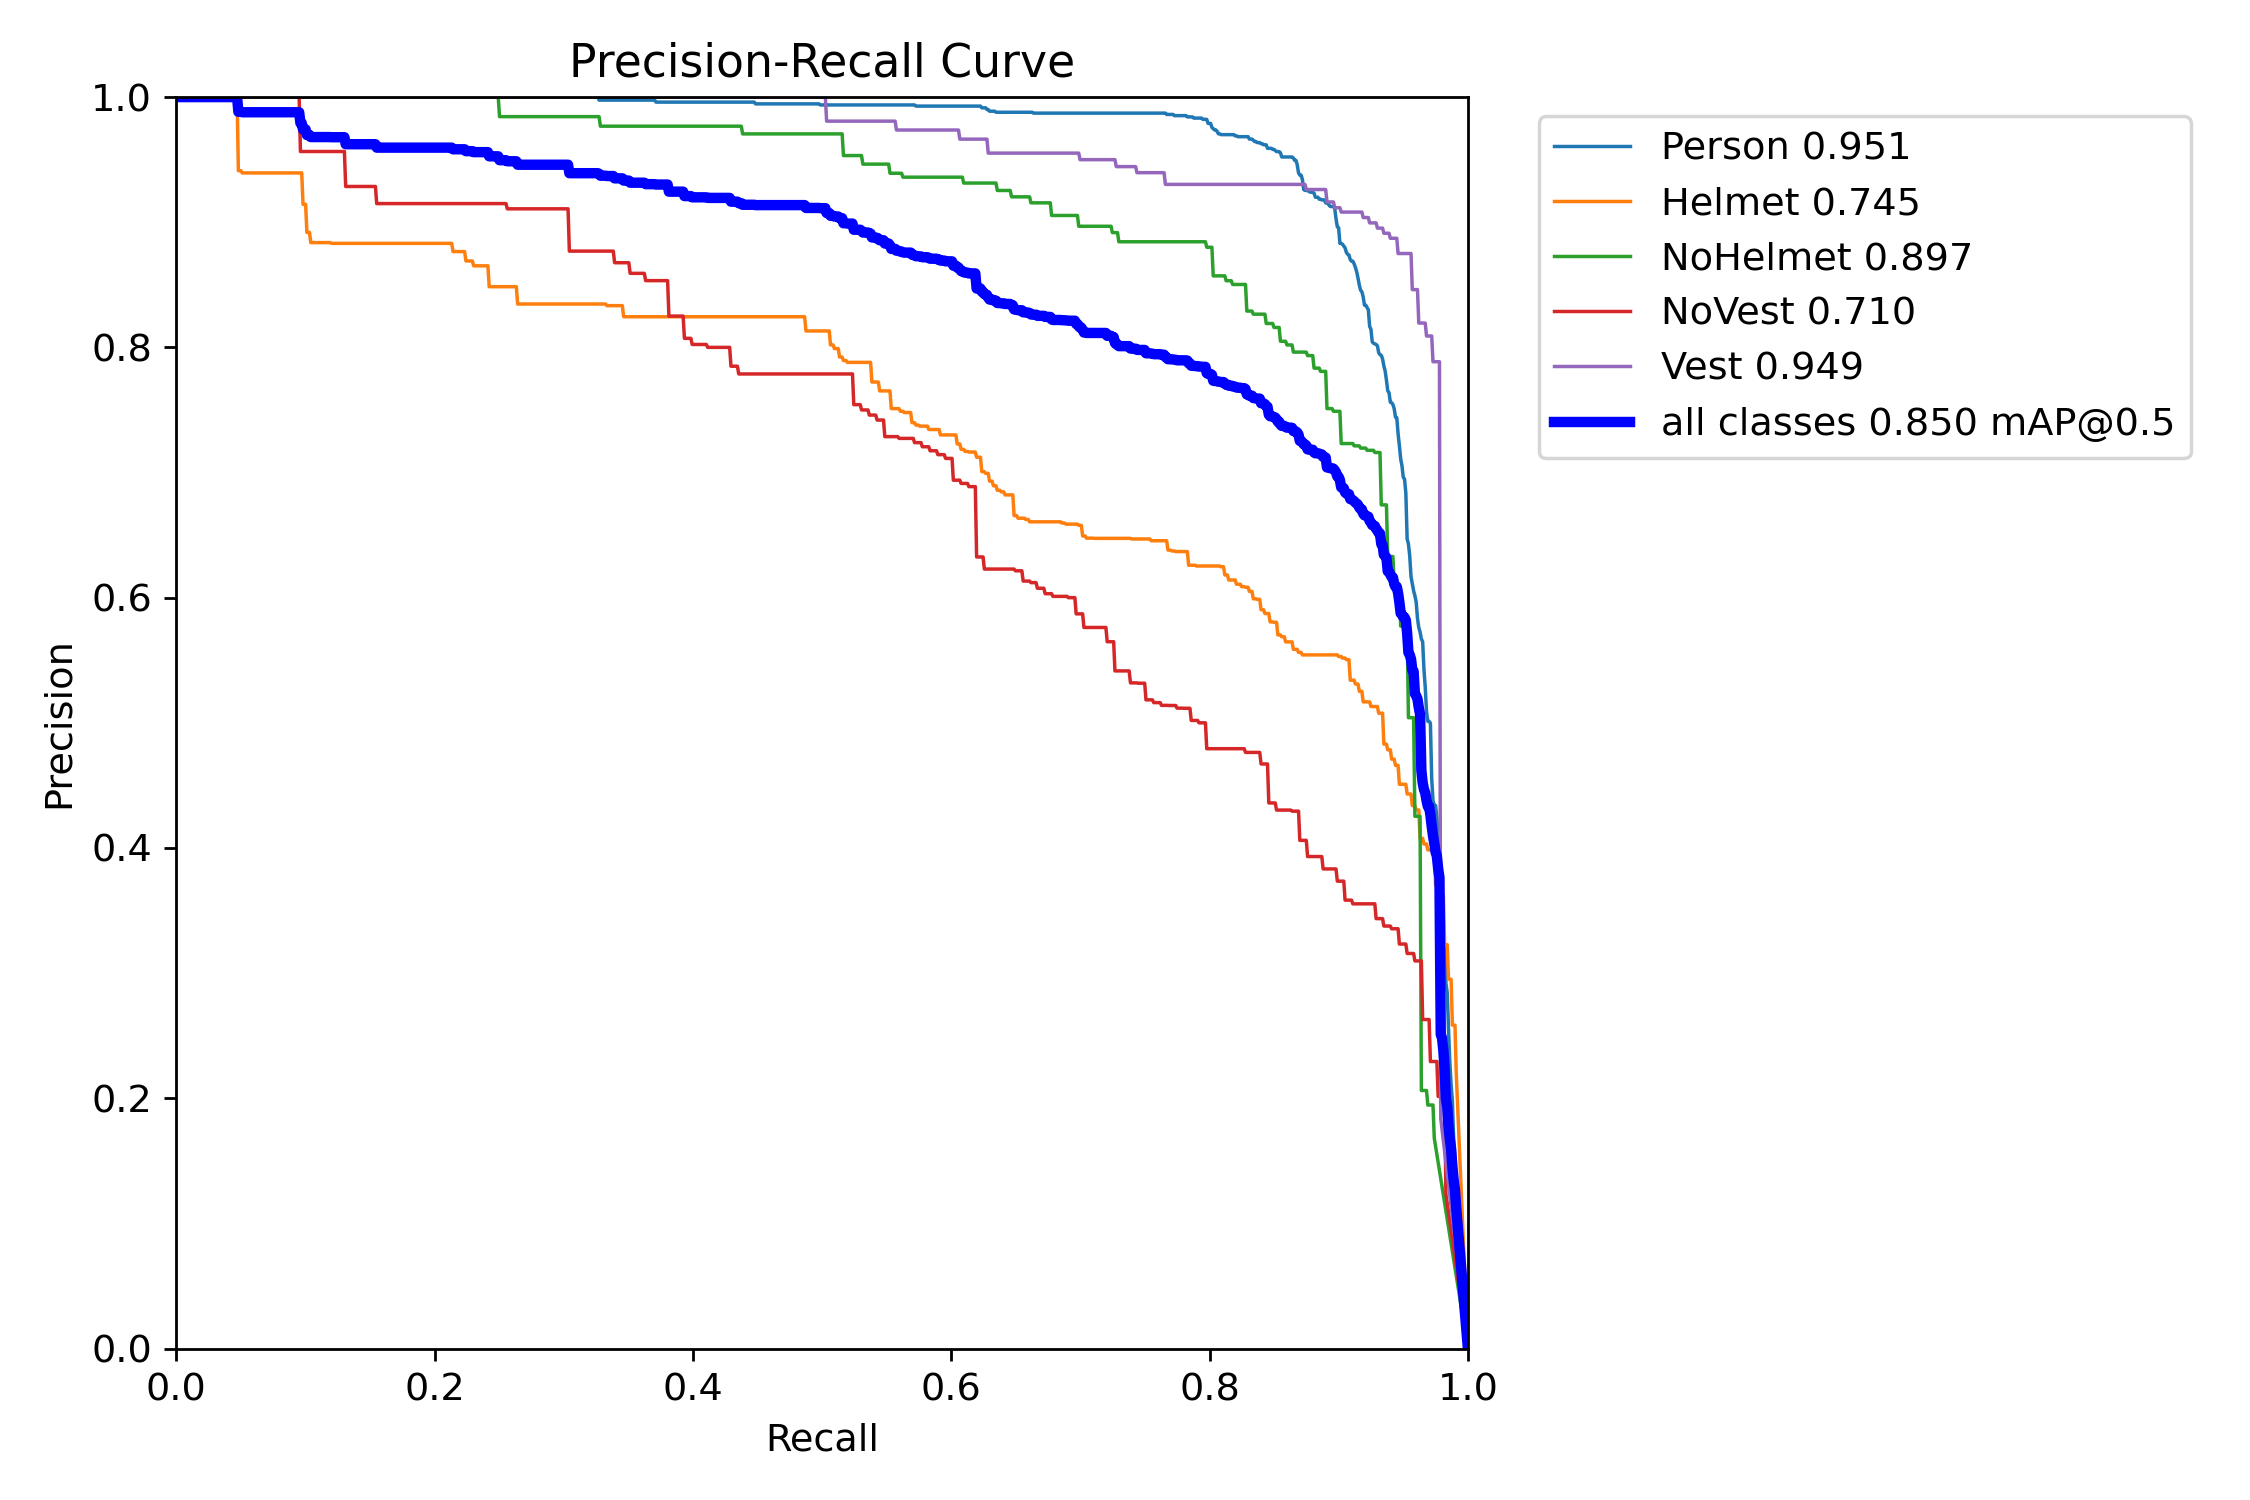 Precision-Recall Curve
1.0
0.8
0.6
0.4
0.2
0.0
Precision
0.0 0.2 0.4 0.6 0.8 1.0
Recall
Person 0.951
Helmet 0.745
NoHelmet 0.897
NoVest 0.710
Vest 0.949
all classes 0.850 mAP@0.5